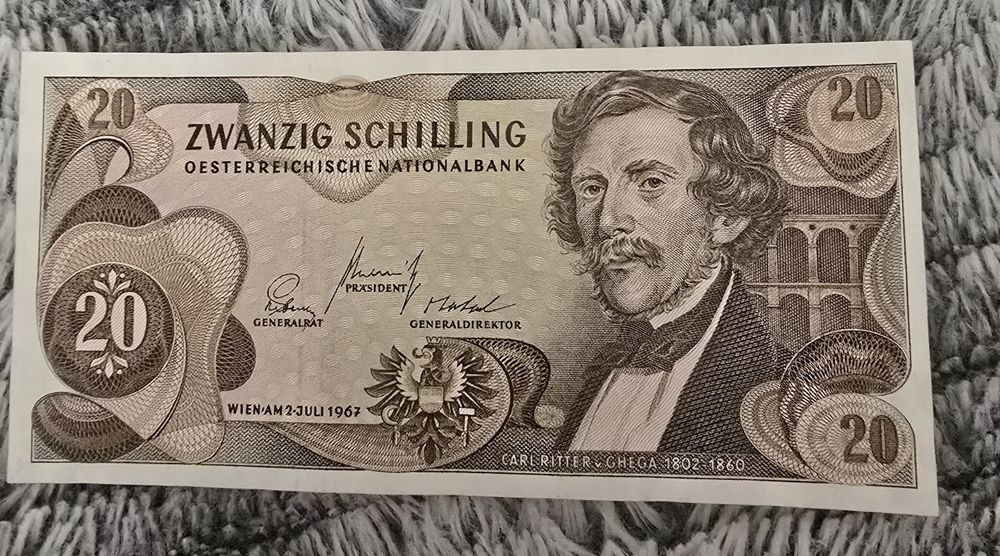 20
20
ZWANZIG SCHILLING
OESTERREICHISCHE NATIONALBANK
PRÄSIDENT
GENERALRAT
GENERALDIREKTOR
20
WIEN·AM 2·JULI 1967
20
CARL RITTER v. GHEGA 1802-1860